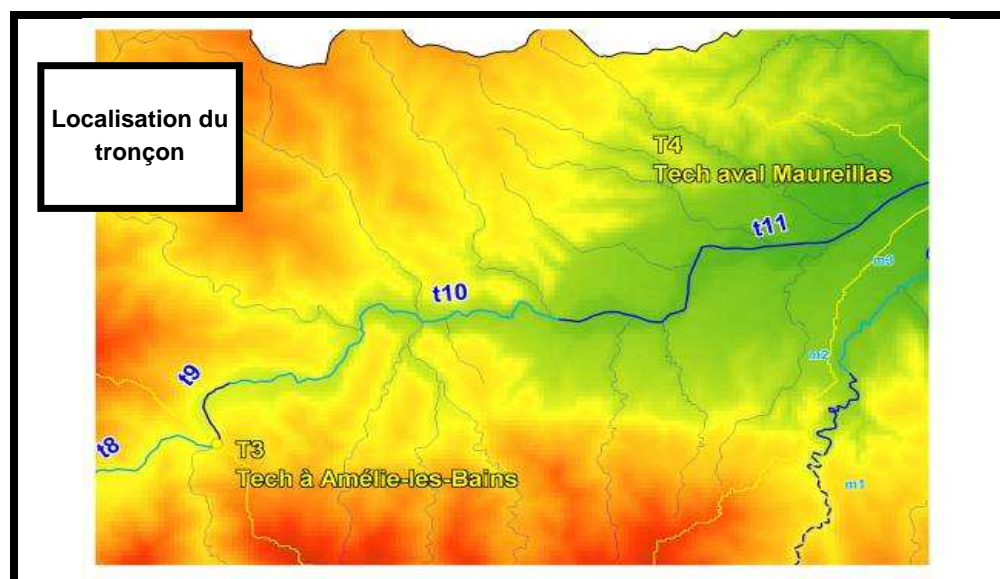 Localisation du
tronçon
T4
Tech aval Maureillas
t11
m3
t10
m2
t9
t8
T3
Tech à Amélie-les-Bains
m1